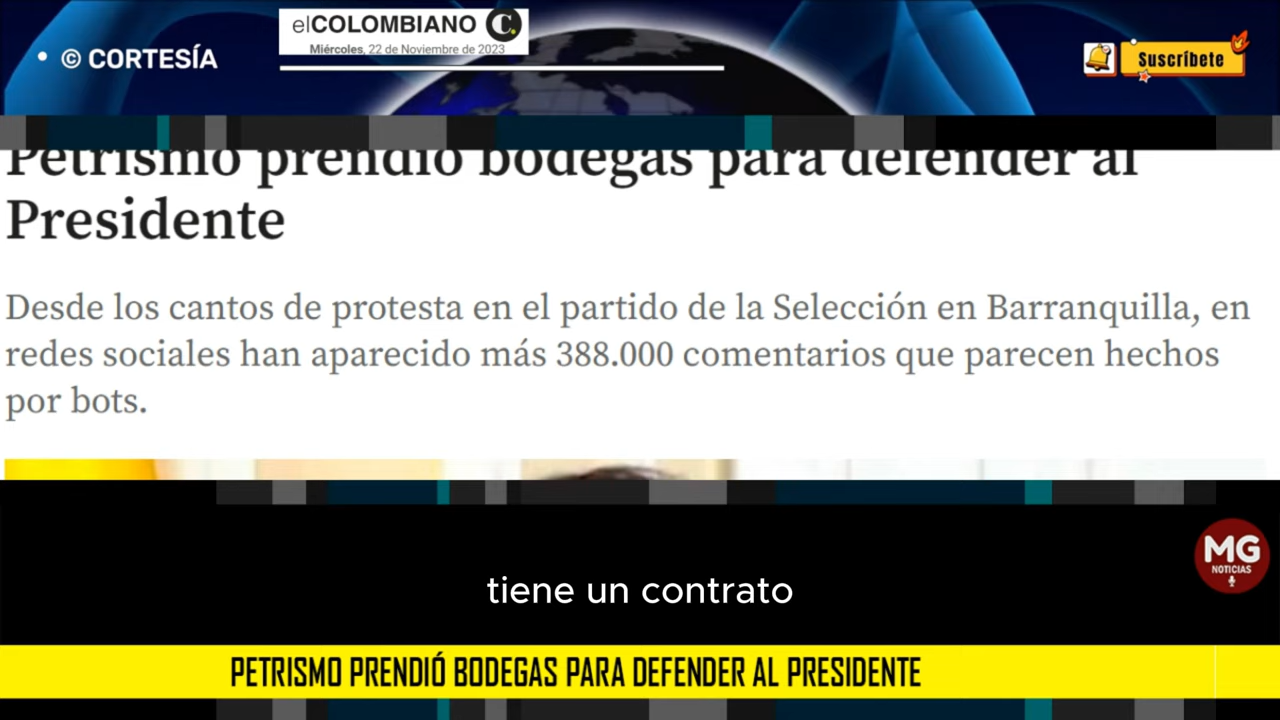 elCOLOMBIANO C.
Miércoles, 22 de Noviembre de 2023
• © CORTESÍA
Suscríbete
Petrismo prendió bodegas para defender al
Presidente
Desde los cantos de protesta en el partido de la Selección en Barranquilla, en
redes sociales han aparecido más 388.000 comentarios que parecen hechos
por bots.
MG
NOTICIAS
tiene un contrato
PETRISMO PRENDIÓ BODEGAS PARA DEFENDER AL PRESIDENTE